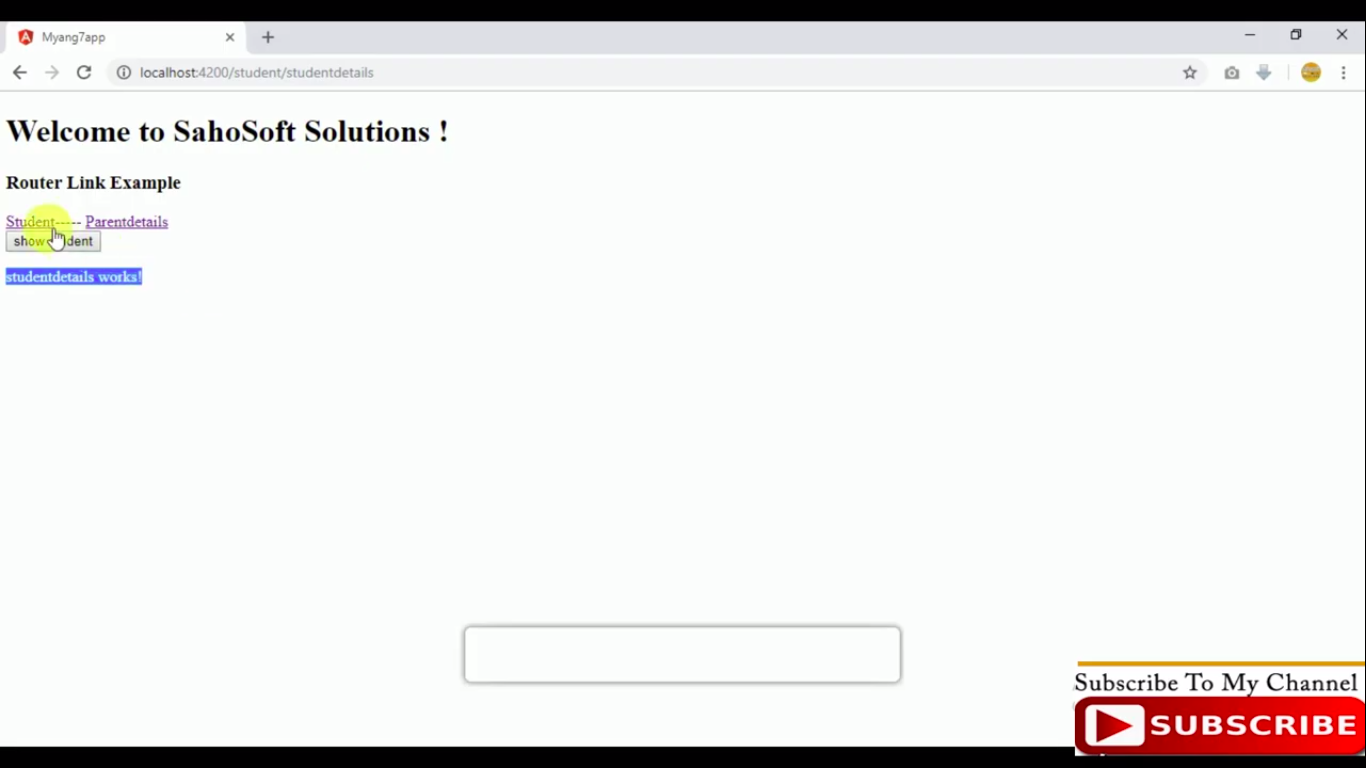 Myang7app
localhost:4200/student/studentdetails
Welcome to SahoSoft Solutions !
Router Link Example
Student----- Parentdetails
show dent
studentdetails works!
Subscribe To My Channel
SUBSCRIBE